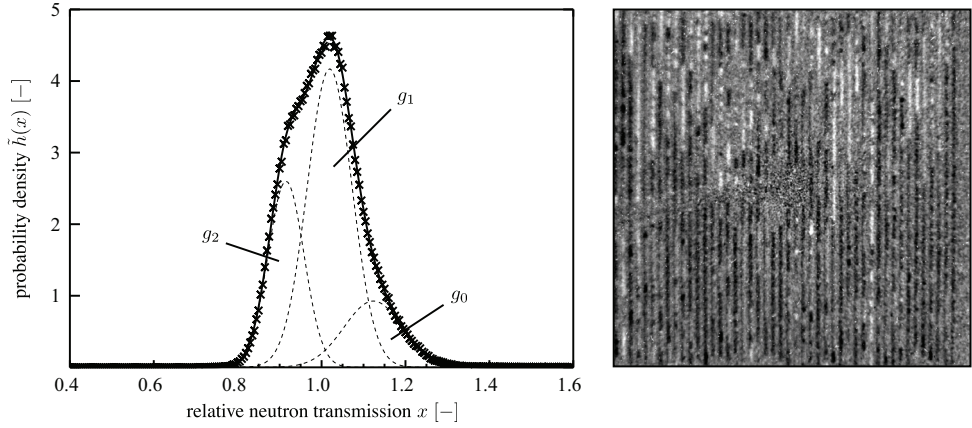 5
4
3
2
1
probability density h̃(x) [−]
g₁
g₂
g₀
0.4 0.6 0.8 1.0 1.2 1.4 1.6
relative neutron transmission x [−]